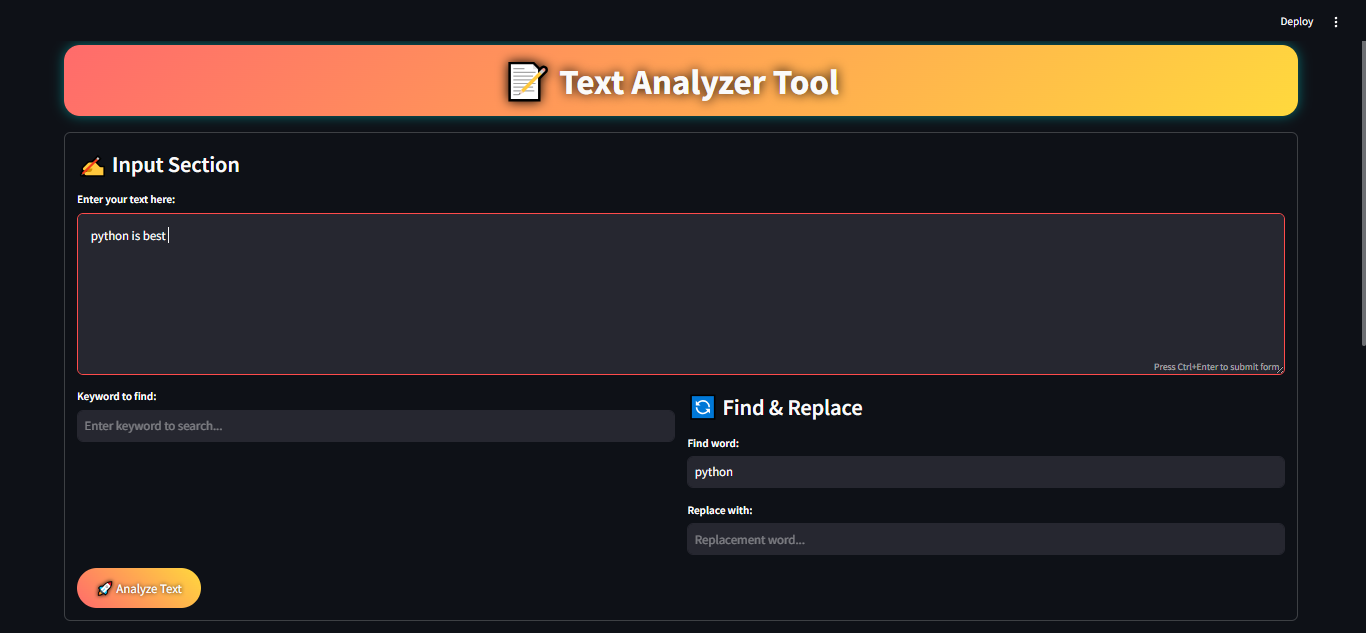 Deploy
Text Analyzer Tool
Input Section
Enter your text here:
python is best
Press Ctrl+Enter to submit form
Keyword to find:
Enter keyword to search...
Find & Replace
Find word:
python
Replace with:
Replacement word...
Analyze Text